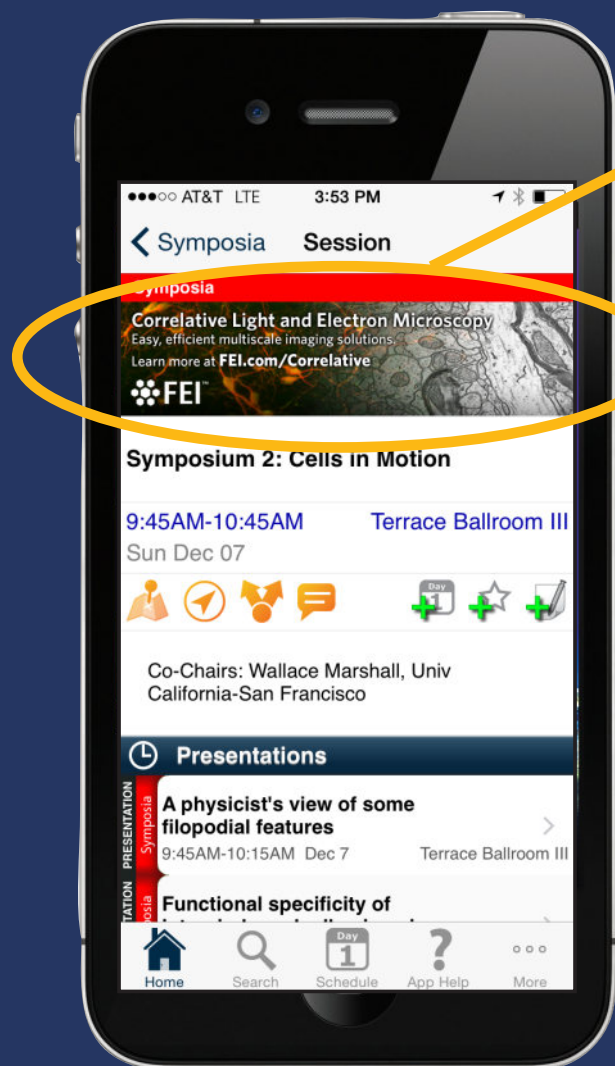 AT&T LTE 3:53 PM
Symposia Session
Symposia
Correlative Light and Electron Microscopy
Easy, efficient multiscale imaging solutions.
Learn more at FEI.com/Correlative
FEI™
Symposium 2: Cells in Motion
9:45AM-10:45AM Terrace Ballroom III
Sun Dec 07
Day
1
Co-Chairs: Wallace Marshall, Univ
California-San Francisco
Presentations
PRESENTATION
Symposia
A physicist's view of some
filopodial features
9:45AM-10:15AM Dec 7 Terrace Ballroom III
Functional specificity of
Day
1
Home Search Schedule App Help More